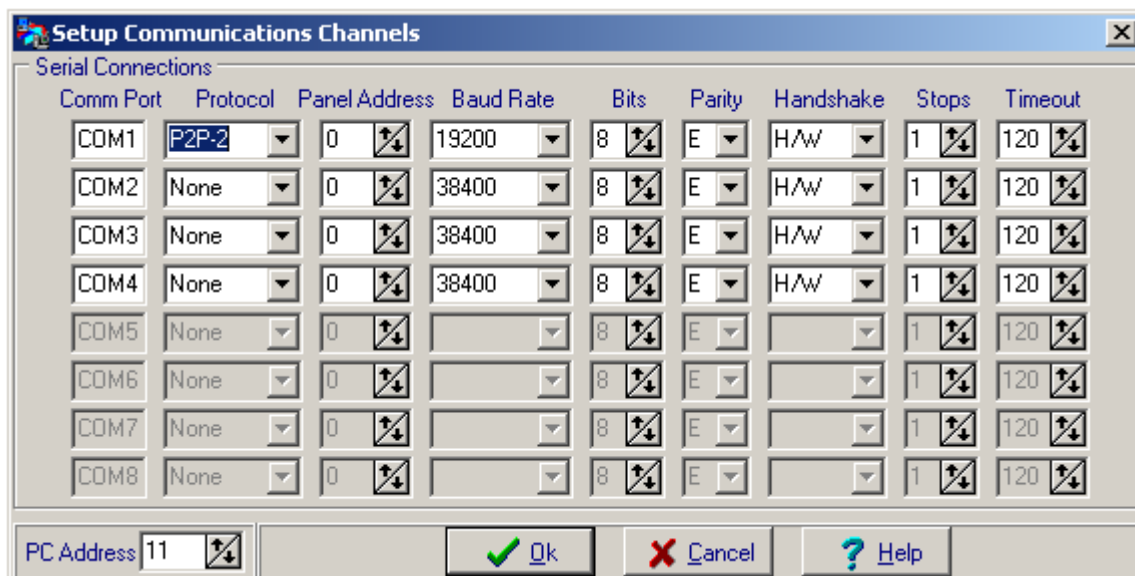 Setup Communications Channels
Serial Connections
Comm Port Protocol Panel Address Baud Rate Bits Parity Handshake Stops Timeout
COM1 P2P-2 0 19200 8 E H/W 1 120
COM2 None 0 38400 8 E H/W 1 120
COM3 None 0 38400 8 E H/W 1 120
COM4 None 0 38400 8 E H/W 1 120
COM5 None 0 8 E 1 120
COM6 None 0 8 E 1 120
COM7 None 0 8 E 1 120
COM8 None 0 8 E 1 120
PC Address 11 Ok Cancel Help